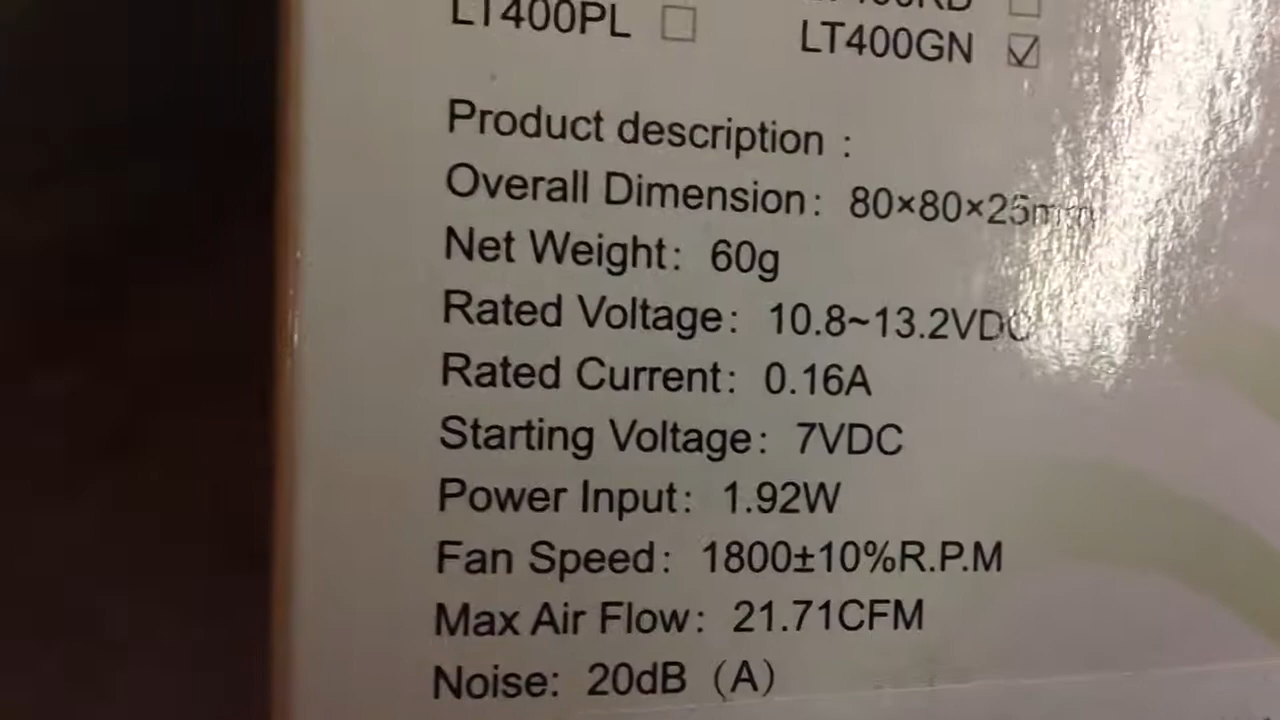 LT400PL ☐ LT400GN ☑
Product description :
Overall Dimension: 80×80×25mm
Net Weight: 60g
Rated Voltage: 10.8~13.2VDC
Rated Current: 0.16A
Starting Voltage: 7VDC
Power Input: 1.92W
Fan Speed: 1800±10%R.P.M
Max Air Flow: 21.71CFM
Noise: 20dB (A)